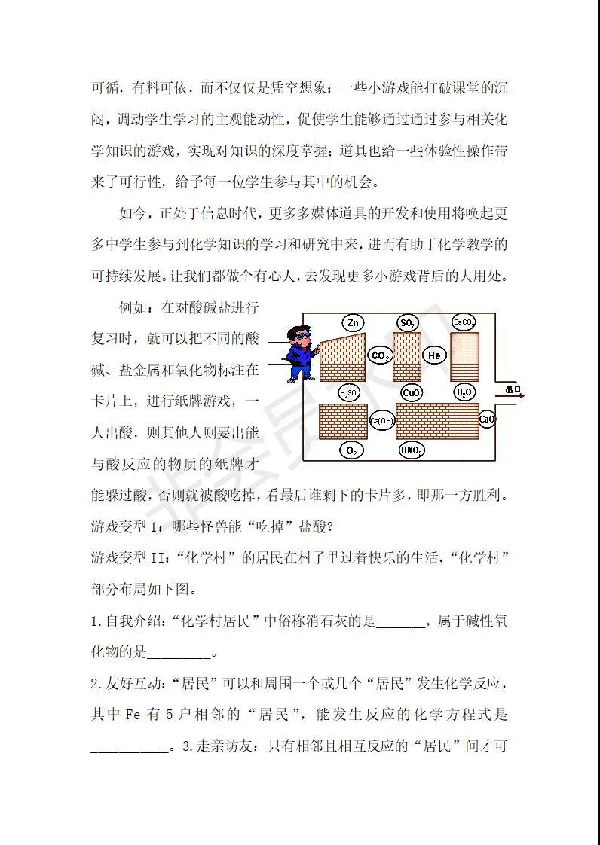 可循，有料可依，而不仅仅是凭空想象；一些小游戏能打破课堂的沉
闷，调动学生学习的主观能动性，促使学生能够通过通过参与相关化
学知识的游戏，实现对知识的深度掌握；道具也给一些体验性操作带
来了可行性，给予每一位学生参与其中的机会。
如今，正处于信息时代，更多多媒体道具的开发和使用将唤起更
多中学生参与到化学知识的学习和研究中来，进而有助于化学教学的
可持续发展。让我们都做个有心人，去发现更多小游戏背后的大用处。
例如：在对酸碱盐进行
复习时，就可以把不同的酸
碱、盐金属和氧化物标注在
卡片上，进行纸牌游戏，一
人出酸，则其他人则要出能
与酸反应的物质的纸牌才
能躲过酸，否则就被酸吃掉，看最后谁剩下的卡片多，即那一方胜利。
Zn
SO₂
CaCO₃
CO₂
He
H₂SO₄
CuO
H₂O
出口
CaO
O₂
HNO₃
游戏变型 1：哪些怪兽能“吃掉”盐酸？
游戏变型 II：“化学村”的居民在村子里过着快乐的生活，“化学村”
部分布局如下图。
1.自我介绍：“化学村居民”中俗称消石灰的是_______，属于碱性氧
化物的是_________。
2.友好互动：“居民”可以和周围一个或几个“居民”发生化学反应，
其中 Fe 有 5 户相邻的“居民”，能发生反应的化学方程式是
___________。3.走亲访友：只有相邻且相互反应的“居民”间才可
非会员水印